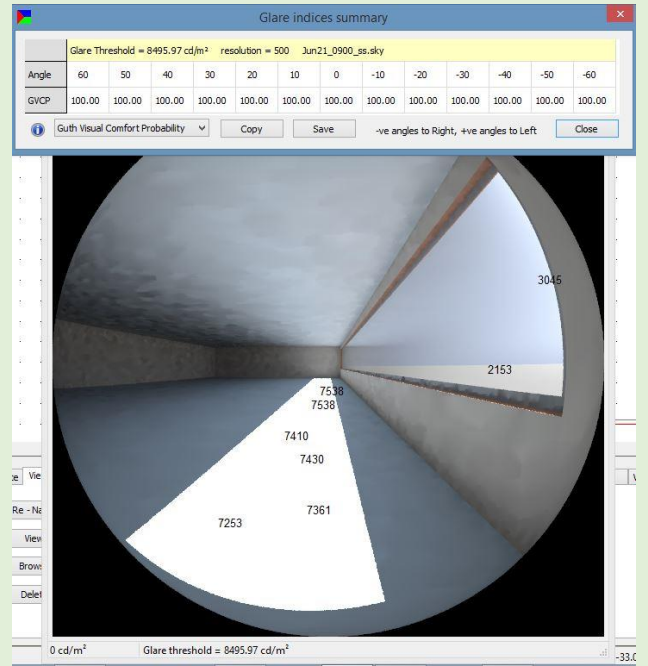 Glare indices summary
Glare Threshold = 8495.97 cd/m² resolution = 500 Jun21_0900_ss.sky
Angle 60 50 40 30 20 10 0 -10 -20 -30 -40 -50 -60
GVCP 100.00 100.00 100.00 100.00 100.00 100.00 100.00 100.00 100.00 100.00 100.00 100.00 100.00
Guth Visual Comfort Probability Copy Save -ve angles to Right, +ve angles to Left Close
3045
2153
7538
7538
7410
7430
7361
7253
Vie
Re - Na
View
Brow
Delet
0 cd/m² Glare threshold = 8495.97 cd/m²
-33.0